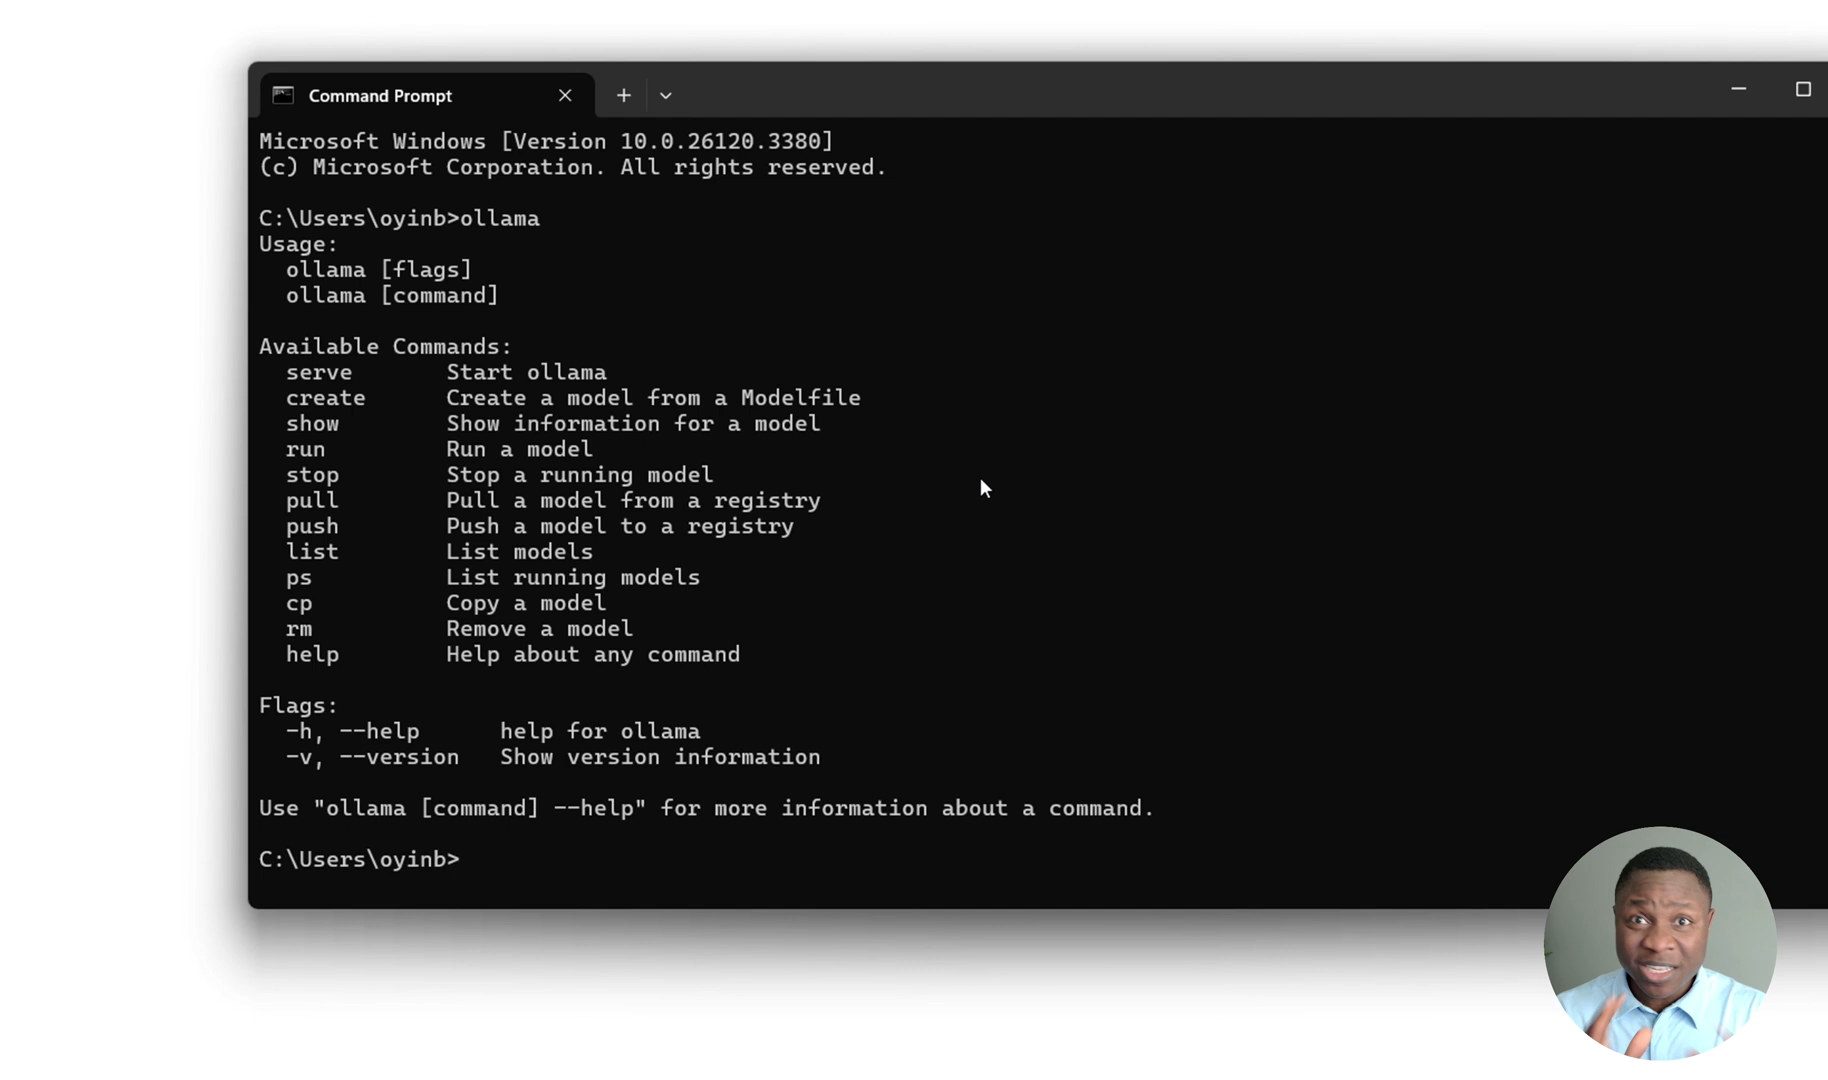 Command Prompt
Microsoft Windows [Version 10.0.26120.3380]
(c) Microsoft Corporation. All rights reserved.
C:\Users\oyinb>ollama
Usage:
  ollama [flags]
  ollama [command]
Available Commands:
  serve       Start ollama
  create      Create a model from a Modelfile
  show        Show information for a model
  run         Run a model
  stop        Stop a running model
  pull        Pull a model from a registry
  push        Push a model to a registry
  list        List models
  ps          List running models
  cp          Copy a model
  rm          Remove a model
  help        Help about any command
Flags:
  -h, --help      help for ollama
  -v, --version   Show version information
Use "ollama [command] --help" for more information about a command.
C:\Users\oyinb>